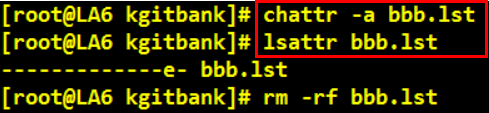 [root@LA6 kgitbank]# chattr -a bbb.lst
[root@LA6 kgitbank]# lsattr bbb.lst
-------------e- bbb.lst
[root@LA6 kgitbank]# rm -rf bbb.lst